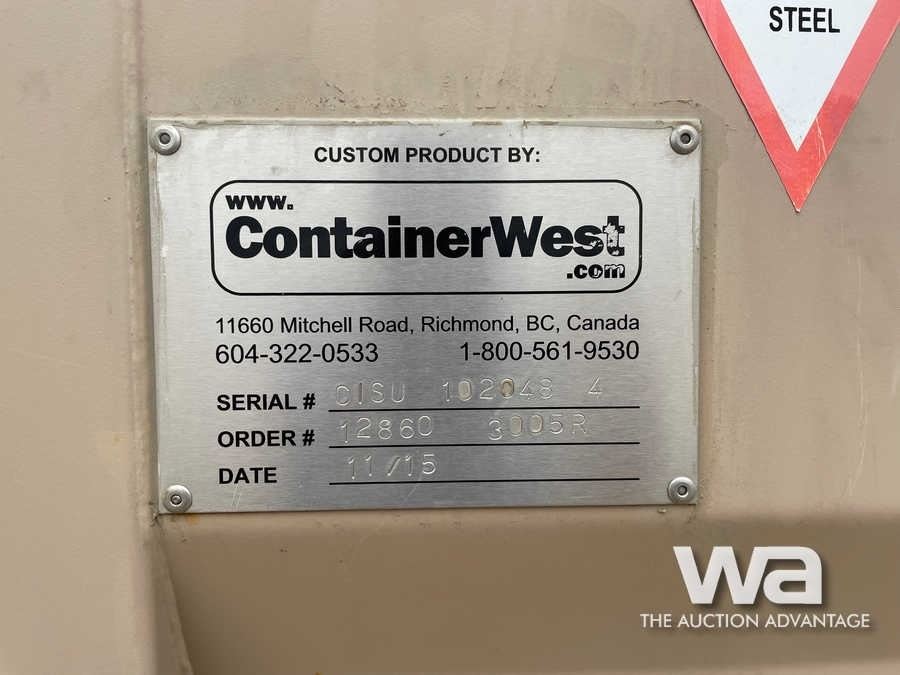 STEEL
CUSTOM PRODUCT BY:
www.
ContainerWest
.com
11660 Mitchell Road, Richmond, BC, Canada
604-322-0533 1-800-561-9530
SERIAL # CISU 102048 4
ORDER # 12860 3005R
DATE 11/15
wa
THE AUCTION ADVANTAGE